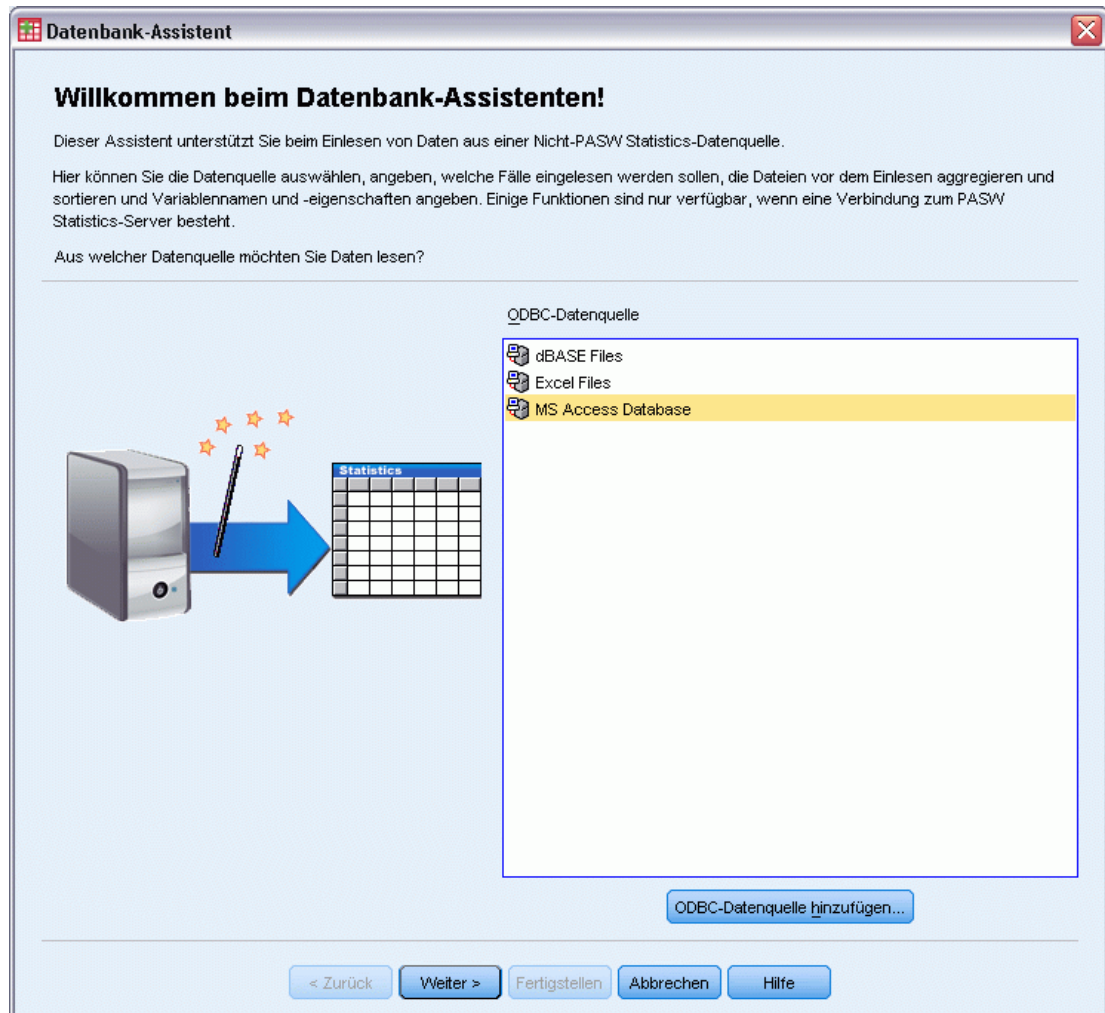 Datenbank-Assistent
Willkommen beim Datenbank-Assistenten!
Dieser Assistent unterstützt Sie beim Einlesen von Daten aus einer Nicht-PASW Statistics-Datenquelle.
Hier können Sie die Datenquelle auswählen, angeben, welche Fälle eingelesen werden sollen, die Dateien vor dem Einlesen aggregieren und
sortieren und Variablennamen und -eigenschaften angeben. Einige Funktionen sind nur verfügbar, wenn eine Verbindung zum PASW
Statistics-Server besteht.
Aus welcher Datenquelle möchten Sie Daten lesen?
ODBC-Datenquelle
dBASE Files
Excel Files
MS Access Database
Statistics
ODBC-Datenquelle hinzufügen...
< Zurück Weiter > Fertigstellen Abbrechen Hilfe